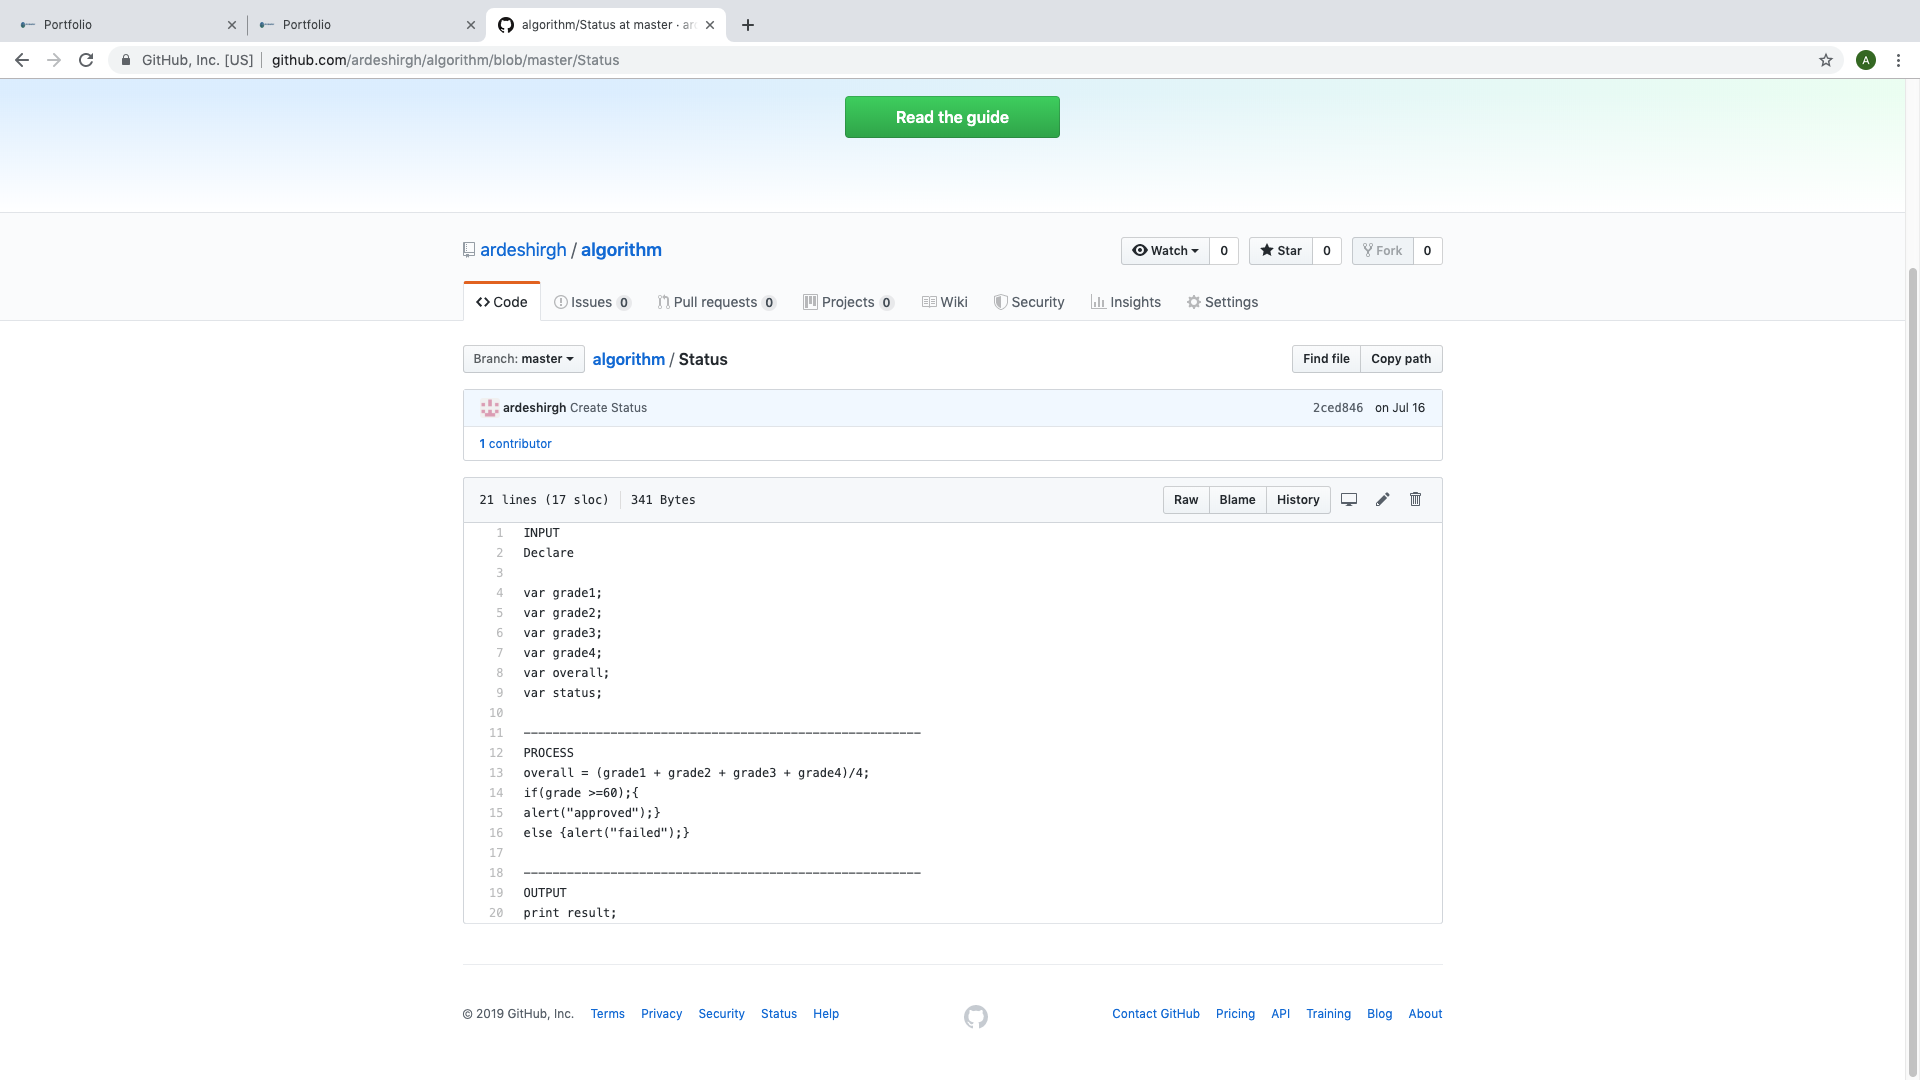 Portfolio
Portfolio
algorithm/Status at master · ar
GitHub, Inc. [US]
github.com/ardeshirgh/algorithm/blob/master/Status
A
Read the guide
ardeshirgh / algorithm
Watch 0
Star 0
Fork 0
Code
Issues 0
Pull requests 0
Projects 0
Wiki
Security
Insights
Settings
Branch: master
algorithm / Status
Find file
Copy path
ardeshirgh Create Status
2ced846 on Jul 16
1 contributor
21 lines (17 sloc)
341 Bytes
Raw
Blame
History
1 INPUT
2 Declare
3
4 var grade1;
5 var grade2;
6 var grade3;
7 var grade4;
8 var overall;
9 var status;
10
11 -------------------------------------------------------
12 PROCESS
13 overall = (grade1 + grade2 + grade3 + grade4)/4;
14 if(grade >=60);{
15 alert("approved");}
16 else {alert("failed");}
17
18 -------------------------------------------------------
19 OUTPUT
20 print result;
© 2019 GitHub, Inc.
Terms
Privacy
Security
Status
Help
Contact GitHub
Pricing
API
Training
Blog
About